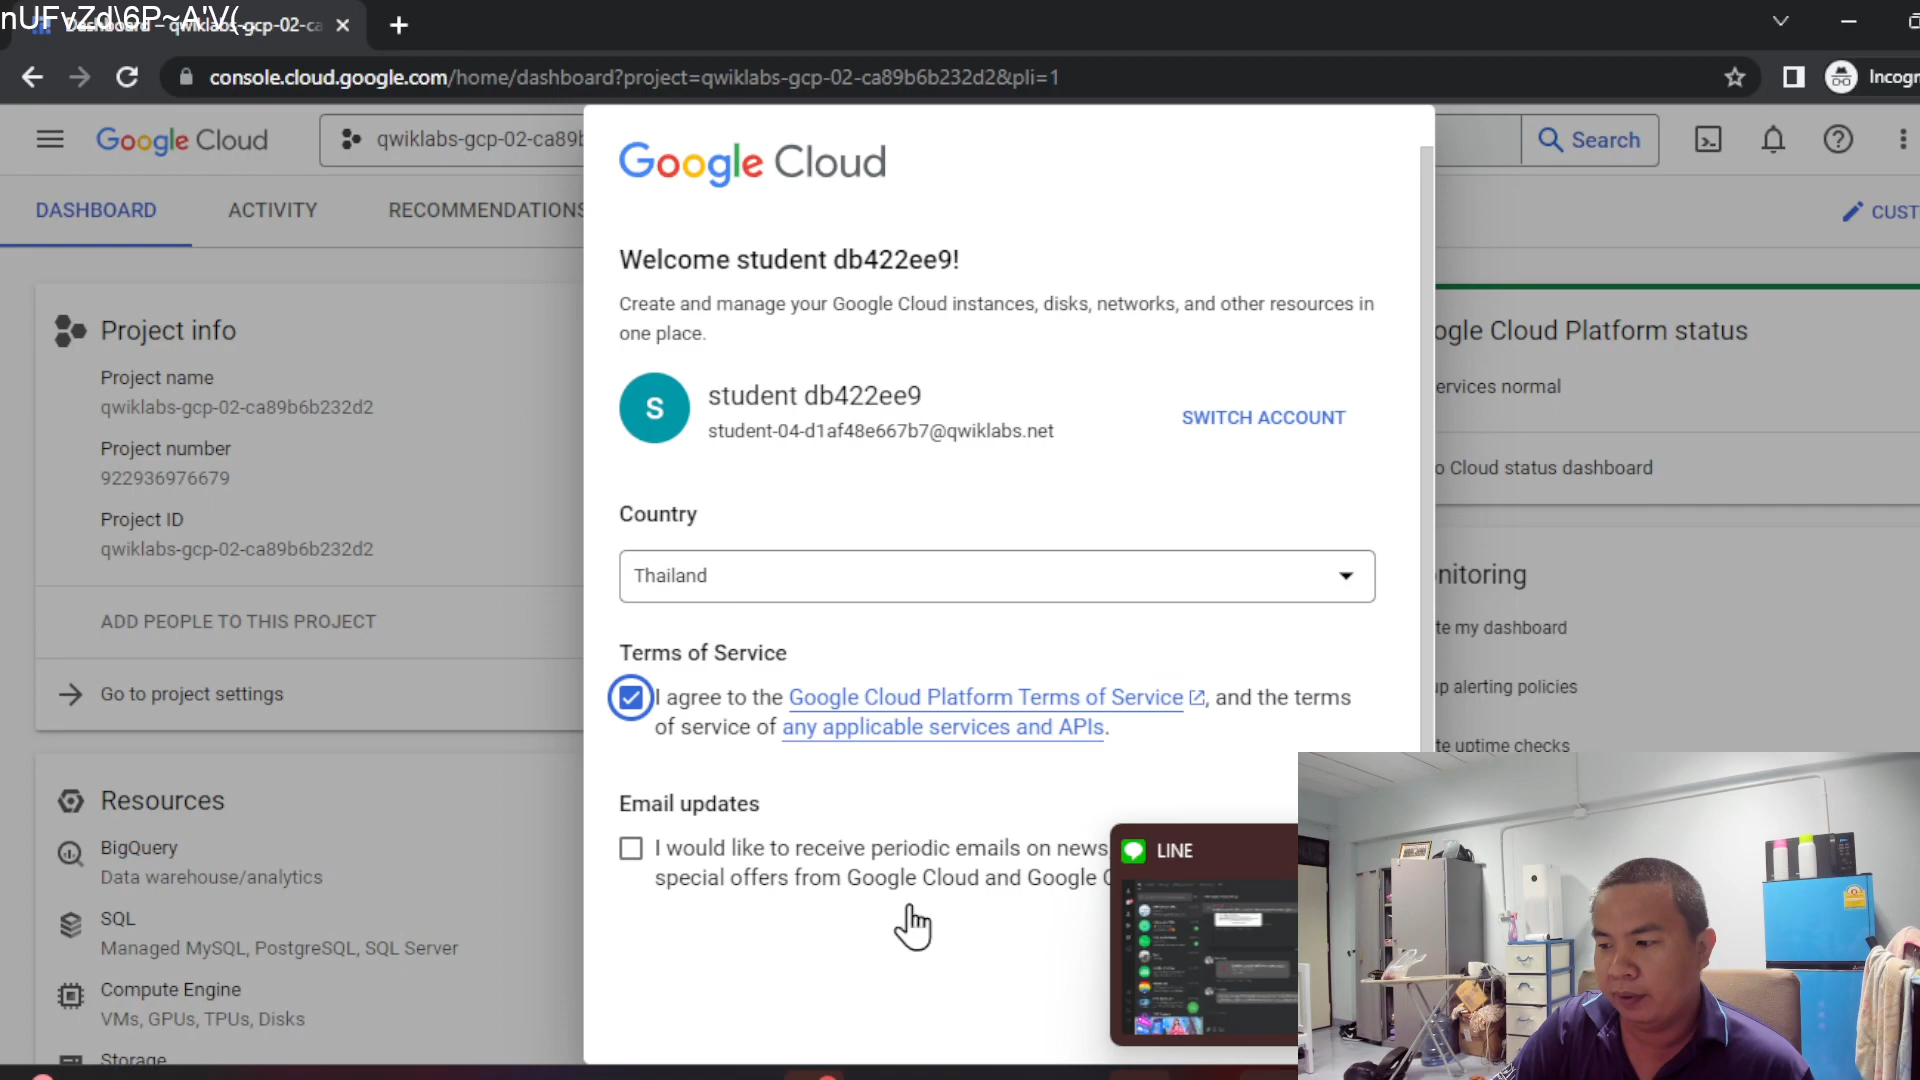 nUFvZd\6P~A'V(
Dashboard – qwiklabs-gcp-02-ca
console.cloud.google.com/home/dashboard?project=qwiklabs-gcp-02-ca89b6b232d2&pli=1
Incogn
Google Cloud
qwiklabs-gcp-02-ca89b
Search
DASHBOARD
ACTIVITY
RECOMMENDATIONS
CUST
Project info
Project name
qwiklabs-gcp-02-ca89b6b232d2
Project number
922936976679
Project ID
qwiklabs-gcp-02-ca89b6b232d2
ADD PEOPLE TO THIS PROJECT
Go to project settings
Resources
BigQuery
Data warehouse/analytics
SQL
Managed MySQL, PostgreSQL, SQL Server
Compute Engine
VMs, GPUs, TPUs, Disks
Storage
Google Cloud
Welcome student db422ee9!
Create and manage your Google Cloud instances, disks, networks, and other resources in
one place.
S
student db422ee9
student-04-d1af48e667b7@qwiklabs.net
SWITCH ACCOUNT
Country
Thailand
Terms of Service
I agree to the Google Cloud Platform Terms of Service, and the terms
of service of any applicable services and APIs.
Email updates
I would like to receive periodic emails on news,
special offers from Google Cloud and Google C
LINE
ogle Cloud Platform status
ervices normal
o Cloud status dashboard
nitoring
te my dashboard
up alerting policies
te uptime checks